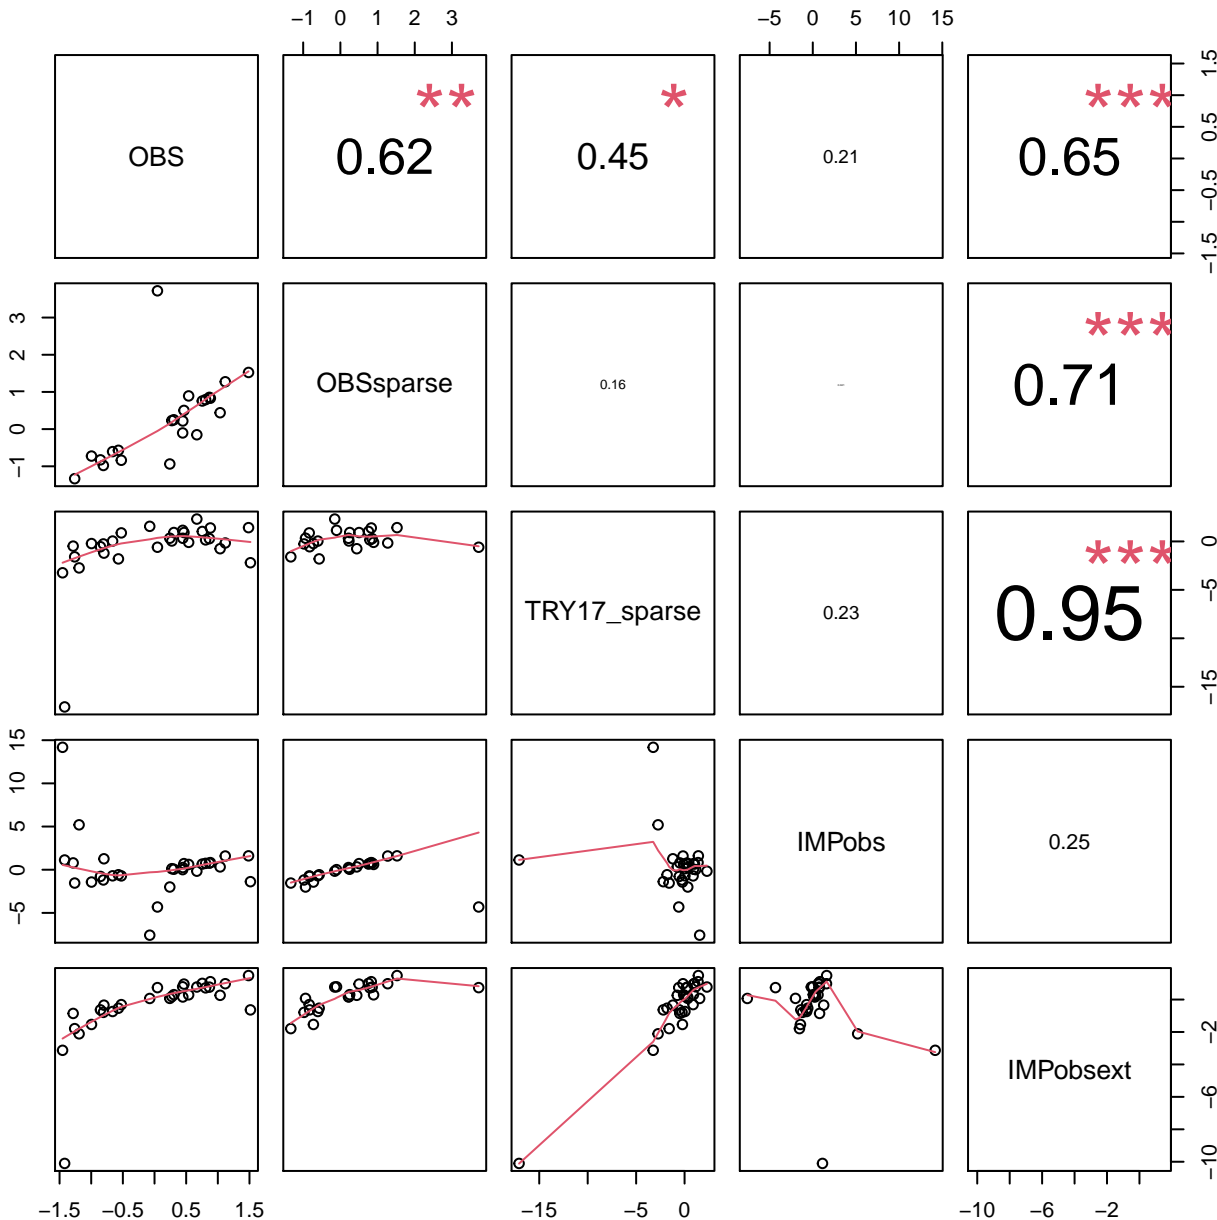 −1 0 1 2 3 −5 0 5 10 15
OBS 0.62 ** 0.45 * 0.21 0.65 *** −1.5 −0.5 0.5 1.5
−1 0 1 2 3 OBSsparse 0.16 0.71 ***
TRY17_sparse 0.23 0.95 *** −15 −5 0
−5 0 5 10 15 IMPobs 0.25
IMPobsext −10 −6 −2
−1.5 −0.5 0.5 1.5 −15 −5 0 −10 −6 −2